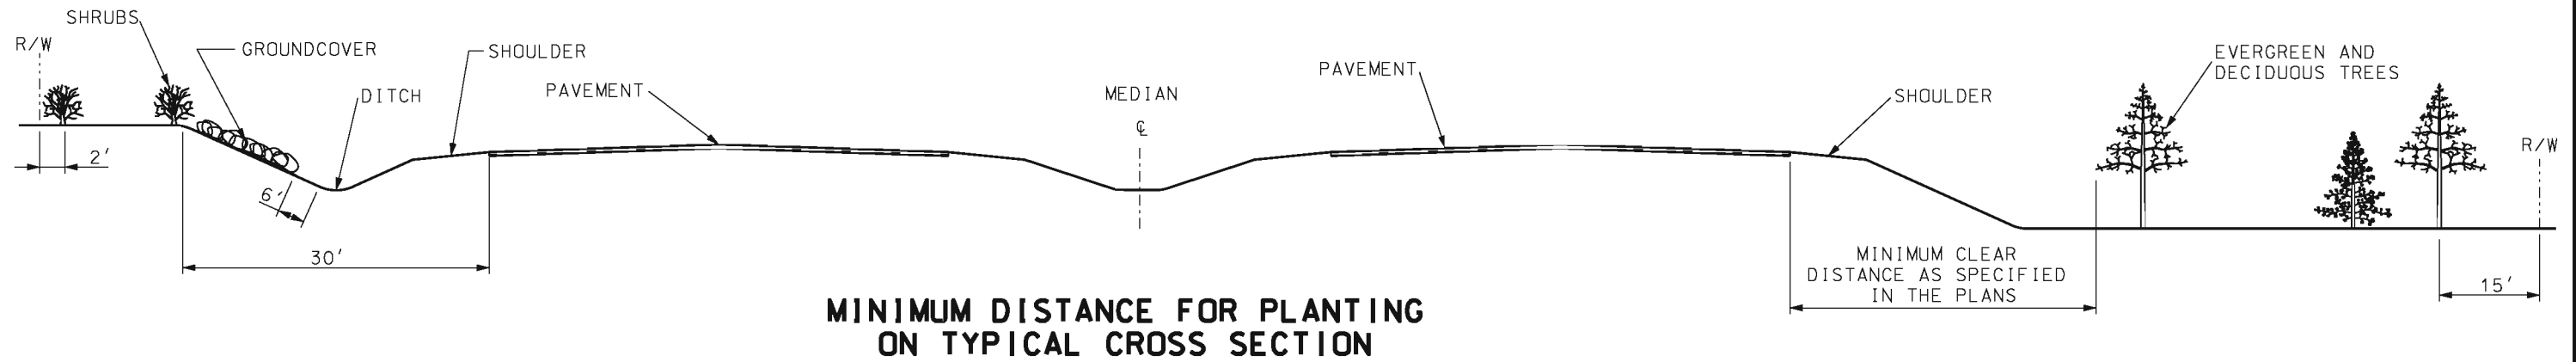 SHRUBS
R/W
GROUNDCOVER
SHOULDER
DITCH
PAVEMENT
MEDIAN
℄
PAVEMENT
SHOULDER
EVERGREEN AND
DECIDUOUS TREES
R/W
2'
6'
30'
MINIMUM CLEAR
DISTANCE AS SPECIFIED
IN THE PLANS
15'
MINIMUM DISTANCE FOR PLANTING
ON TYPICAL CROSS SECTION